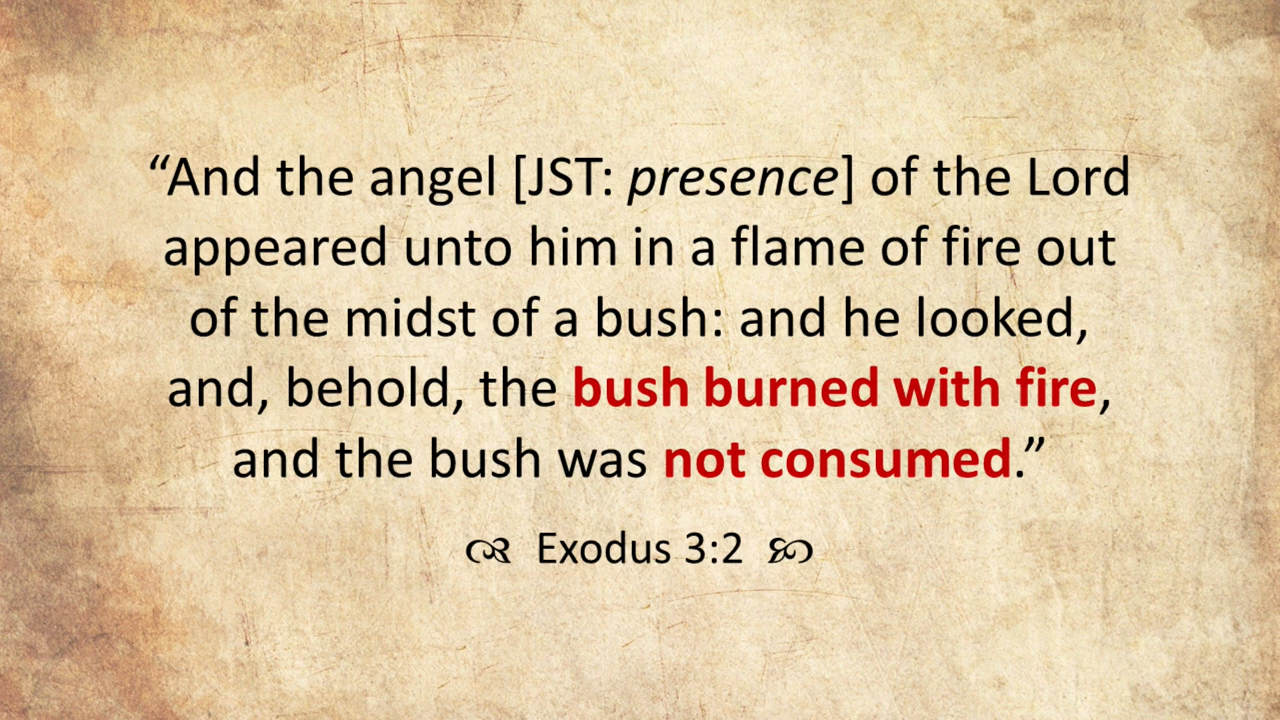 “And the angel [JST: presence] of the Lord
appeared unto him in a flame of fire out
of the midst of a bush: and he looked,
and, behold, the bush burned with fire,
and the bush was not consumed.”
Exodus 3:2